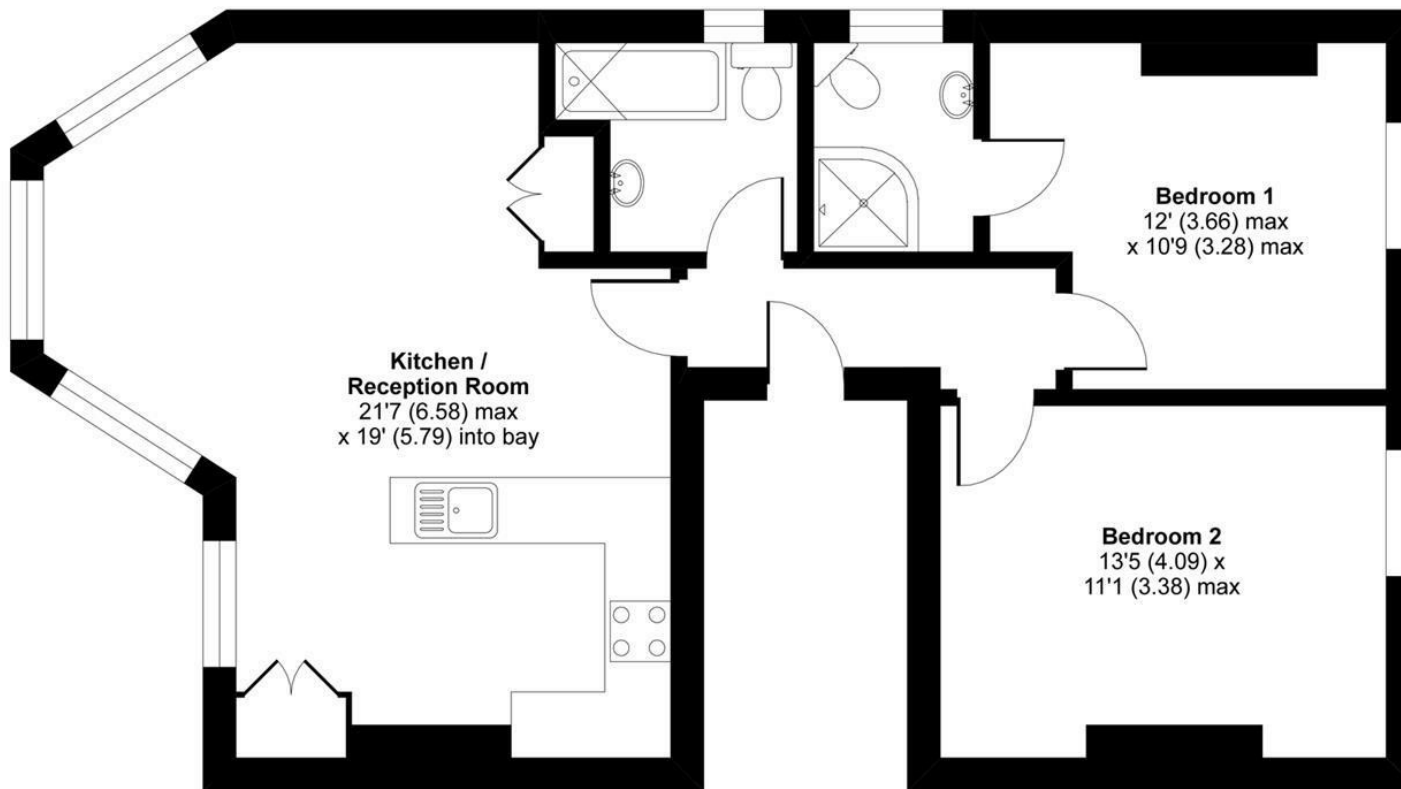 Bedroom 1
12' (3.66) max
x 10'9 (3.28) max
Kitchen /
Reception Room
21'7 (6.58) max
x 19' (5.79) into bay
Bedroom 2
13'5 (4.09) x
11'1 (3.38) max